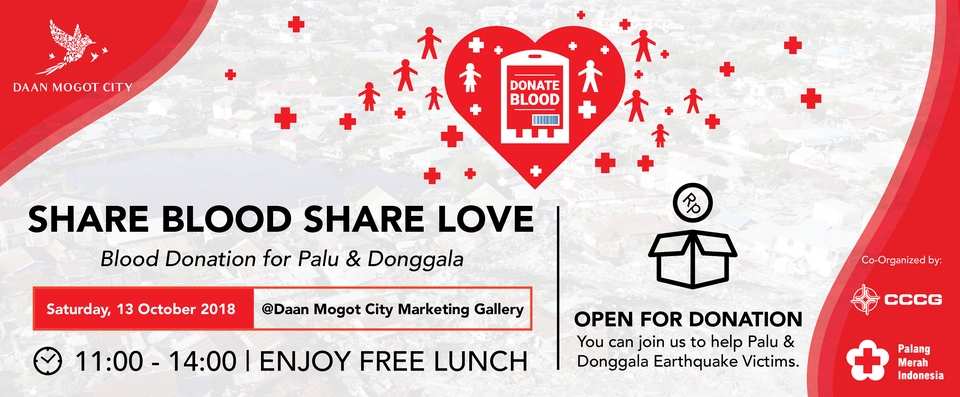 DAAN MOGOT CITY
DONATE
BLOOD
SHARE BLOOD SHARE LOVE
Blood Donation for Palu & Donggala
Saturday, 13 October 2018 @Daan Mogot City Marketing Gallery
11:00 - 14:00 | ENJOY FREE LUNCH
RP
OPEN FOR DONATION
You can join us to help Palu &
Donggala Earthquake Victims.
Co-Organized by:
CCCG
Palang
Merah
Indonesia